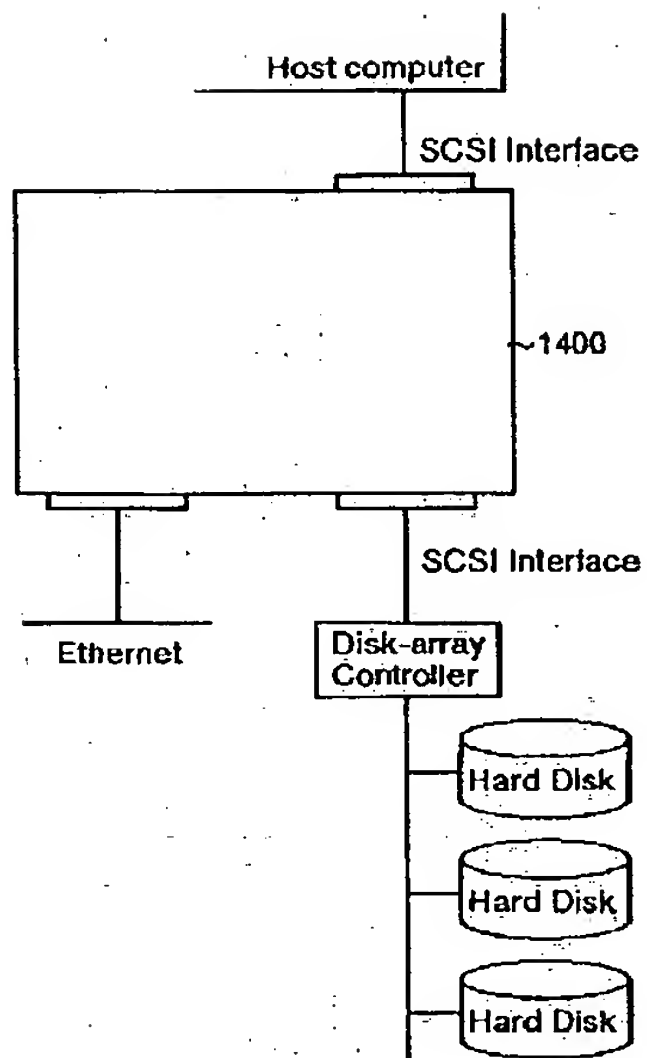 Host computer
SCSI Interface
1400
SCSI Interface
Ethernet
Disk-array
Controller
Hard Disk
Hard Disk
Hard Disk